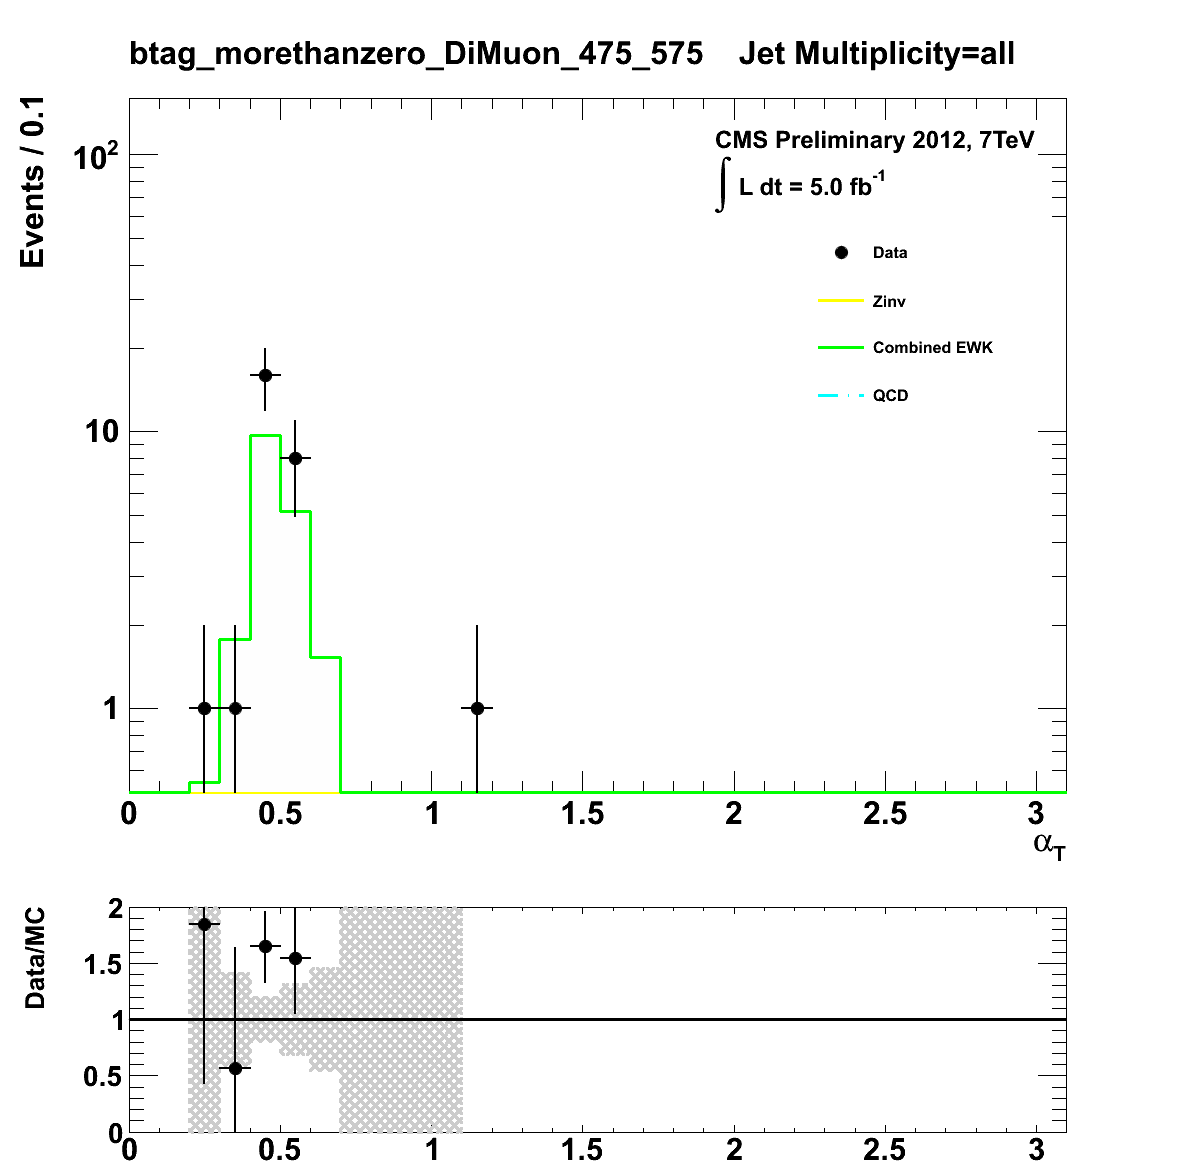 btag_morethanzero_DiMuon_475_575 Jet Multiplicity=all
Events / 0.1
CMS Preliminary 2012, 7TeV
∫ L dt = 5.0 fb⁻¹
Data
Zinv
Combined EWK
QCD
10²
10
1
0 0.5 1 1.5 2 2.5 3
α_T
Data/MC
2
1.5
1
0.5
0
0 0.5 1 1.5 2 2.5 3